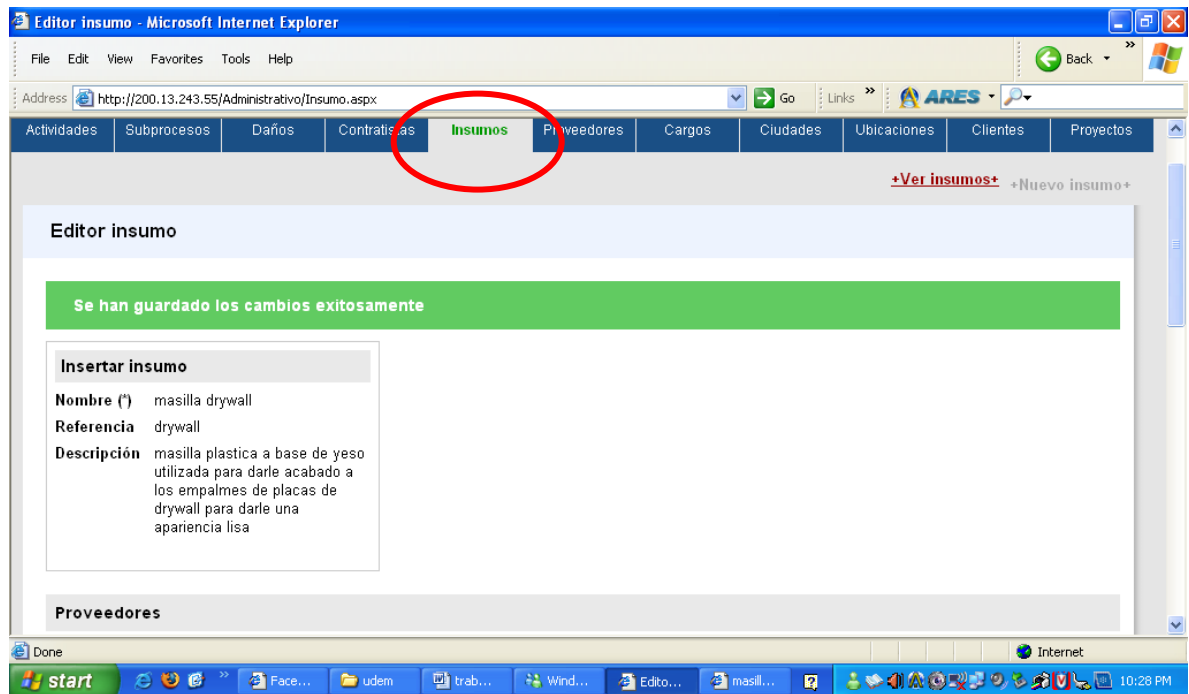 Editor insumo - Microsoft Internet Explorer
File Edit View Favorites Tools Help Back »
Address http://200.13.243.55/Administrativo/Insumo.aspx Go Links » ARES
Actividades Subprocesos Daños Contratistas Insumos Proveedores Cargos Ciudades Ubicaciones Clientes Proyectos
+Ver insumos+ +Nuevo insumo+
Editor insumo
Se han guardado los cambios exitosamente
Insertar insumo
Nombre (*) masilla drywall
Referencia drywall
Descripción masilla plastica a base de yeso
utilizada para darle acabado a
los empalmes de placas de
drywall para darle una
apariencia lisa
Proveedores
Done Internet
start » Face... udem trab... Wind... Edito... masill... 10:28 PM